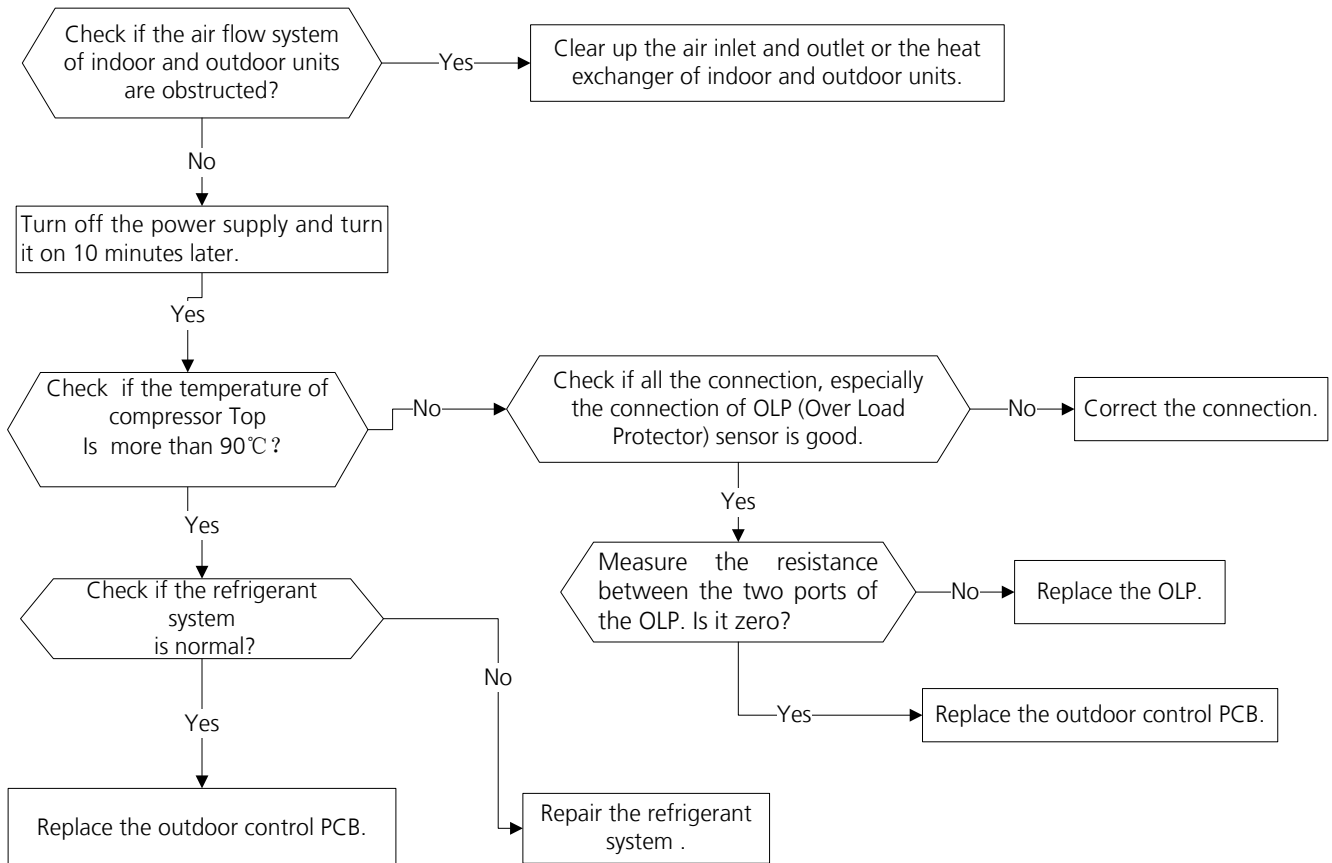 Check if the air flow system
of indoor and outdoor units
are obstructed?
Yes
Clear up the air inlet and outlet or the heat
exchanger of indoor and outdoor units.
No
Turn off the power supply and turn
it on 10 minutes later.
Yes
Check if the temperature of
compressor Top
Is more than 90℃?
No
Check if all the connection, especially
the connection of OLP (Over Load
Protector) sensor is good.
No
Correct the connection.
Yes
Yes
Measure the resistance
between the two ports of
the OLP. Is it zero?
No
Replace the OLP.
Check if the refrigerant
system
is normal?
No
Yes
Yes
Replace the outdoor control PCB.
Replace the outdoor control PCB.
Repair the refrigerant
system .